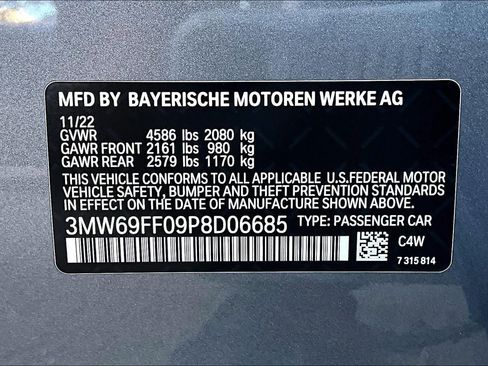 MFD BY BAYERISCHE MOTOREN WERKE AG
11/22
GVWR 4586 lbs 2080 kg
GAWR FRONT 2161 lbs 980 kg
GAWR REAR 2579 lbs 1170 kg
THIS VEHICLE CONFORMS TO ALL APPLICABLE U.S.FEDERAL MOTOR
VEHICLE SAFETY, BUMPER, AND THEFT PREVENTION STANDARDS
IN EFFECT ON THE DATE OF MANUFACTURE SHOWN ABOVE.
3MW69FF09P8D06685 TYPE: PASSENGER CAR
C4W
7 315 814